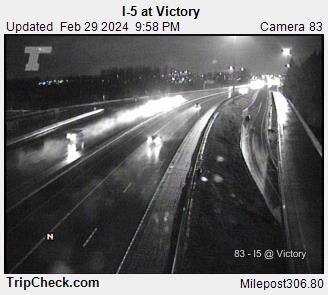 I-5 at Victory
Updated  Feb 29 2024  9:58 PM  Camera 83
T
N
83 - I5 @ Victory
TripCheck.com  Milepost306.80